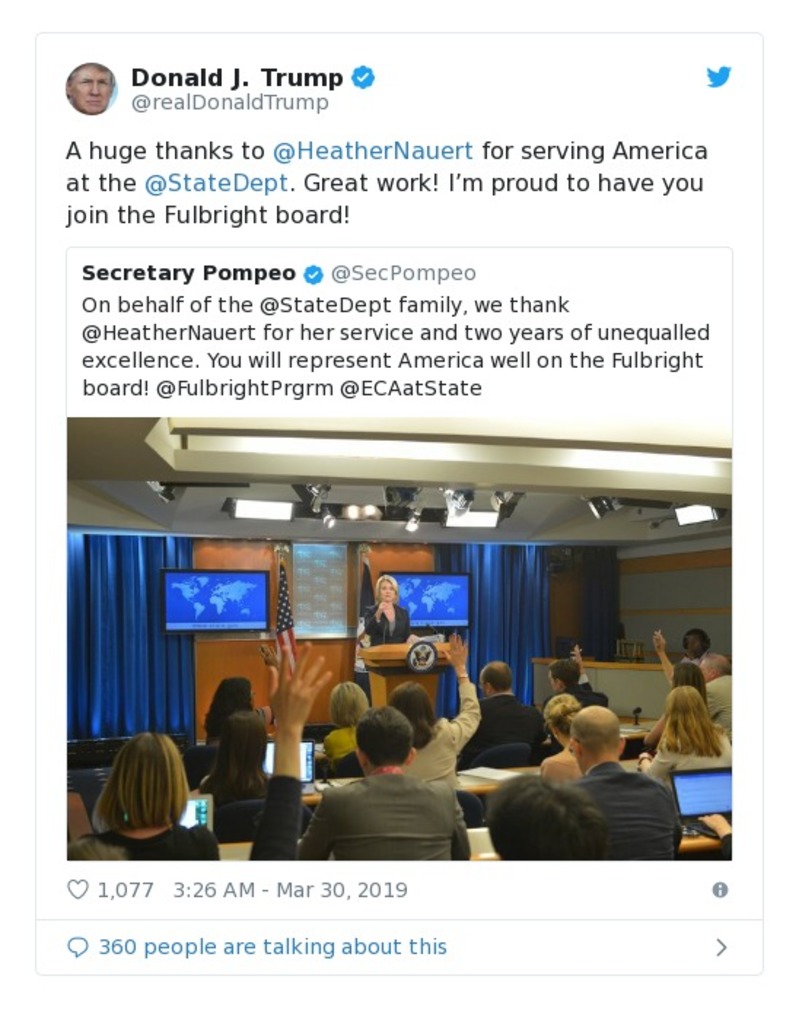 Donald J. Trump
@realDonaldTrump
A huge thanks to @HeatherNauert for serving America
at the @StateDept. Great work! I’m proud to have you
join the Fulbright board!
Secretary Pompeo @SecPompeo
On behalf of the @StateDept family, we thank
@HeatherNauert for her service and two years of unequalled
excellence. You will represent America well on the Fulbright
board! @FulbrightPrgrm @ECAatState
1,077 3:26 AM - Mar 30, 2019
360 people are talking about this